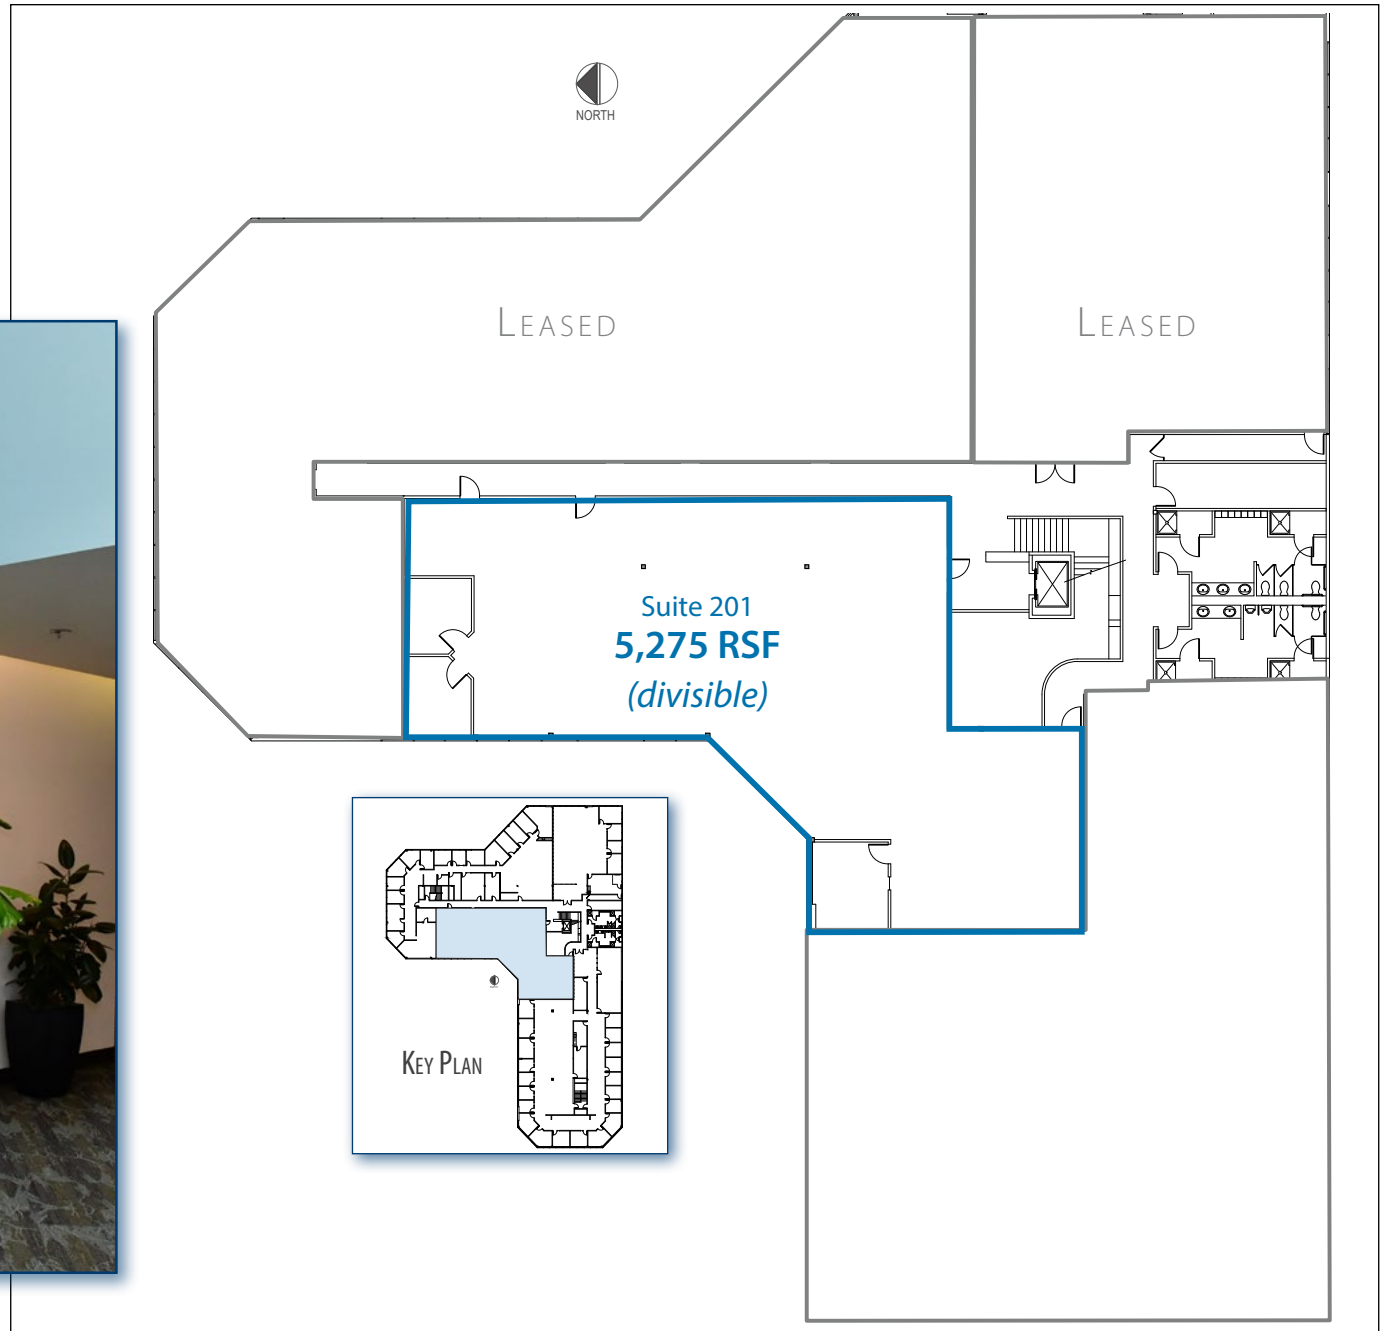 NORTH
LEASED
LEASED
Suite 201
5,275 RSF
(divisible)
KEY PLAN